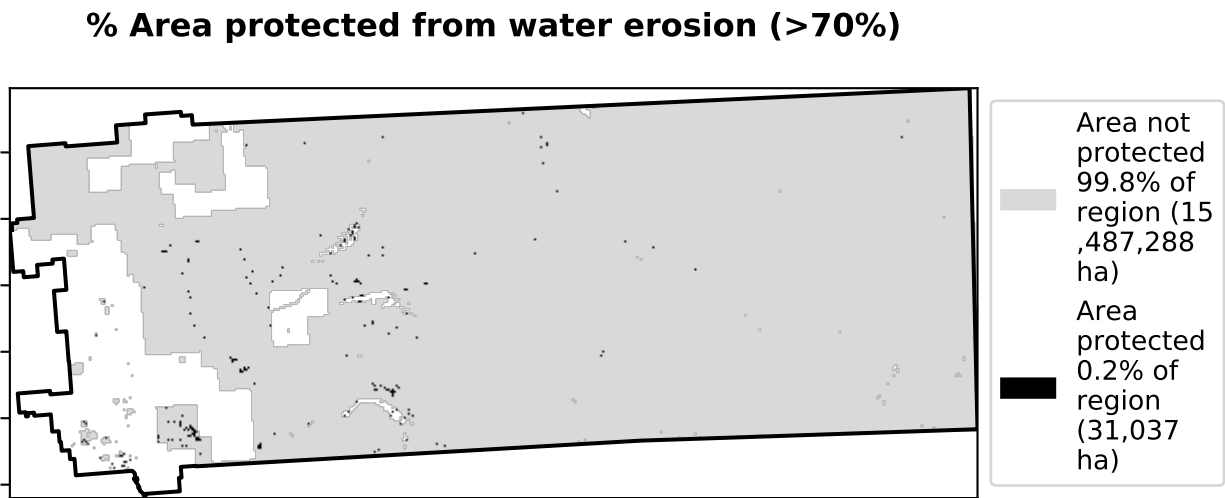 % Area protected from water erosion (>70%)
Area not
protected
99.8% of
region (15
,487,288
ha)
Area
protected
0.2% of
region
(31,037
ha)